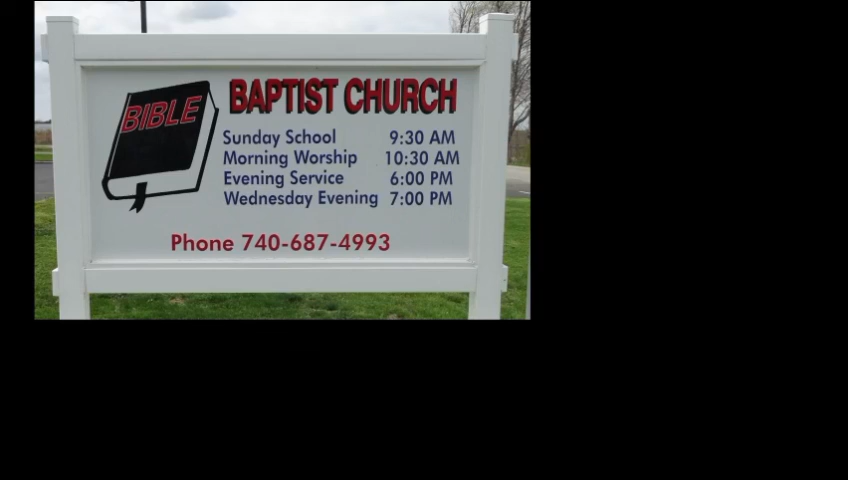 BIBLE BAPTIST CHURCH
Sunday School 9:30 AM
Morning Worship 10:30 AM
Evening Service 6:00 PM
Wednesday Evening 7:00 PM
Phone 740-687-4993